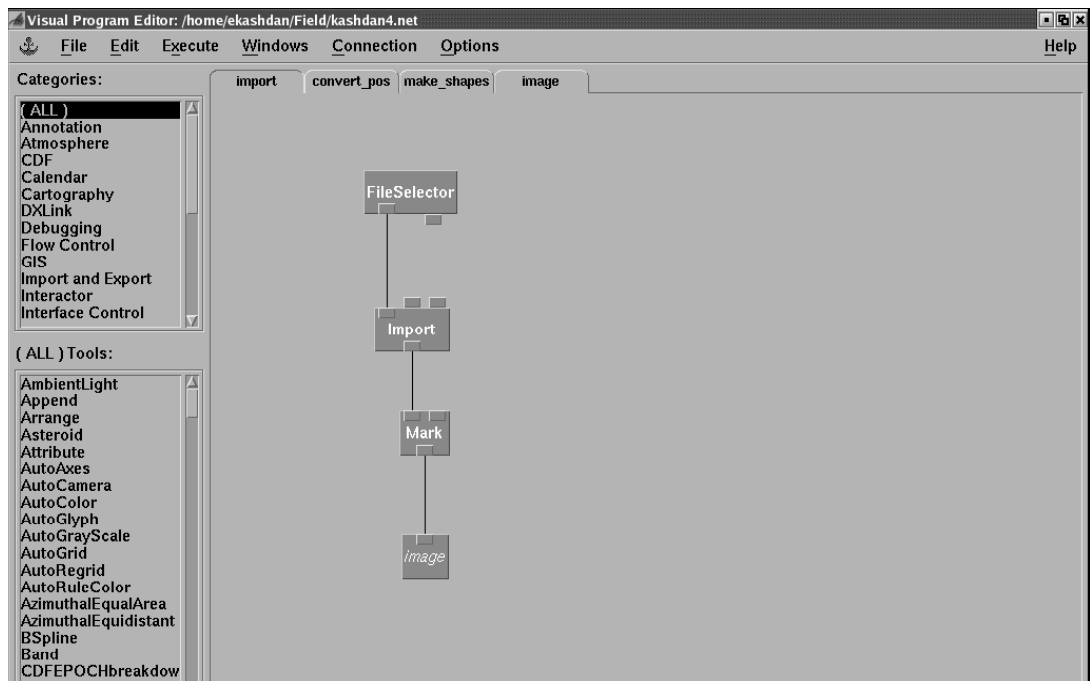 Visual Program Editor: /home/ekashdan/Field/kashdan4.net
File Edit Execute Windows Connection Options Help
Categories:
( ALL )
Annotation
Atmosphere
CDF
Calendar
Cartography
DXLink
Debugging
Flow Control
GIS
Import and Export
Interactor
Interface Control
( ALL ) Tools:
AmbientLight
Append
Arrange
Asteroid
Attribute
AutoAxes
AutoCamera
AutoColor
AutoGlyph
AutoGrayScale
AutoGrid
AutoRegrid
AutoRuleColor
AzimuthalEqualArea
AzimuthalEquidistant
BSpline
Band
CDFEPOCHbreakdow
import convert_pos make_shapes image
FileSelector
Import
Mark
image